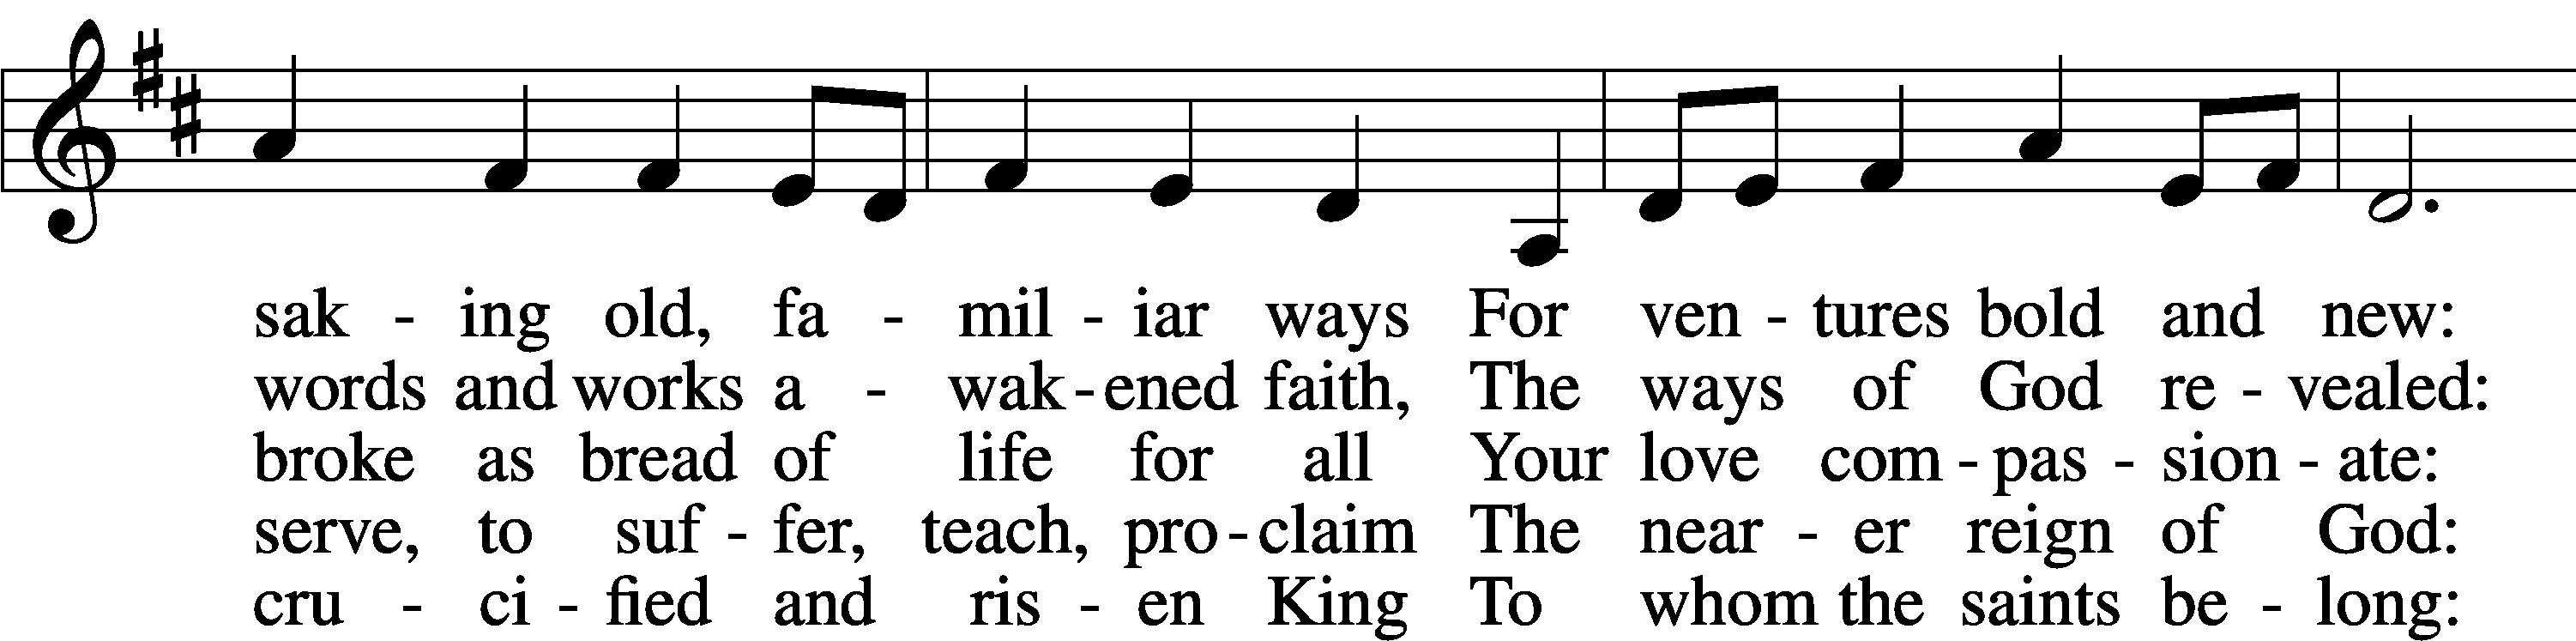 sak - ing old, fa - mil - iar ways For ven - tures bold and new:
words and works a - wak - ened faith, The ways of God re - vealed:
broke as bread of life for all Your love com - pas - sion - ate:
serve, to suf - fer, teach, pro - claim The near - er reign of God:
cru - ci - fied and ris - en King To whom the saints be - long: